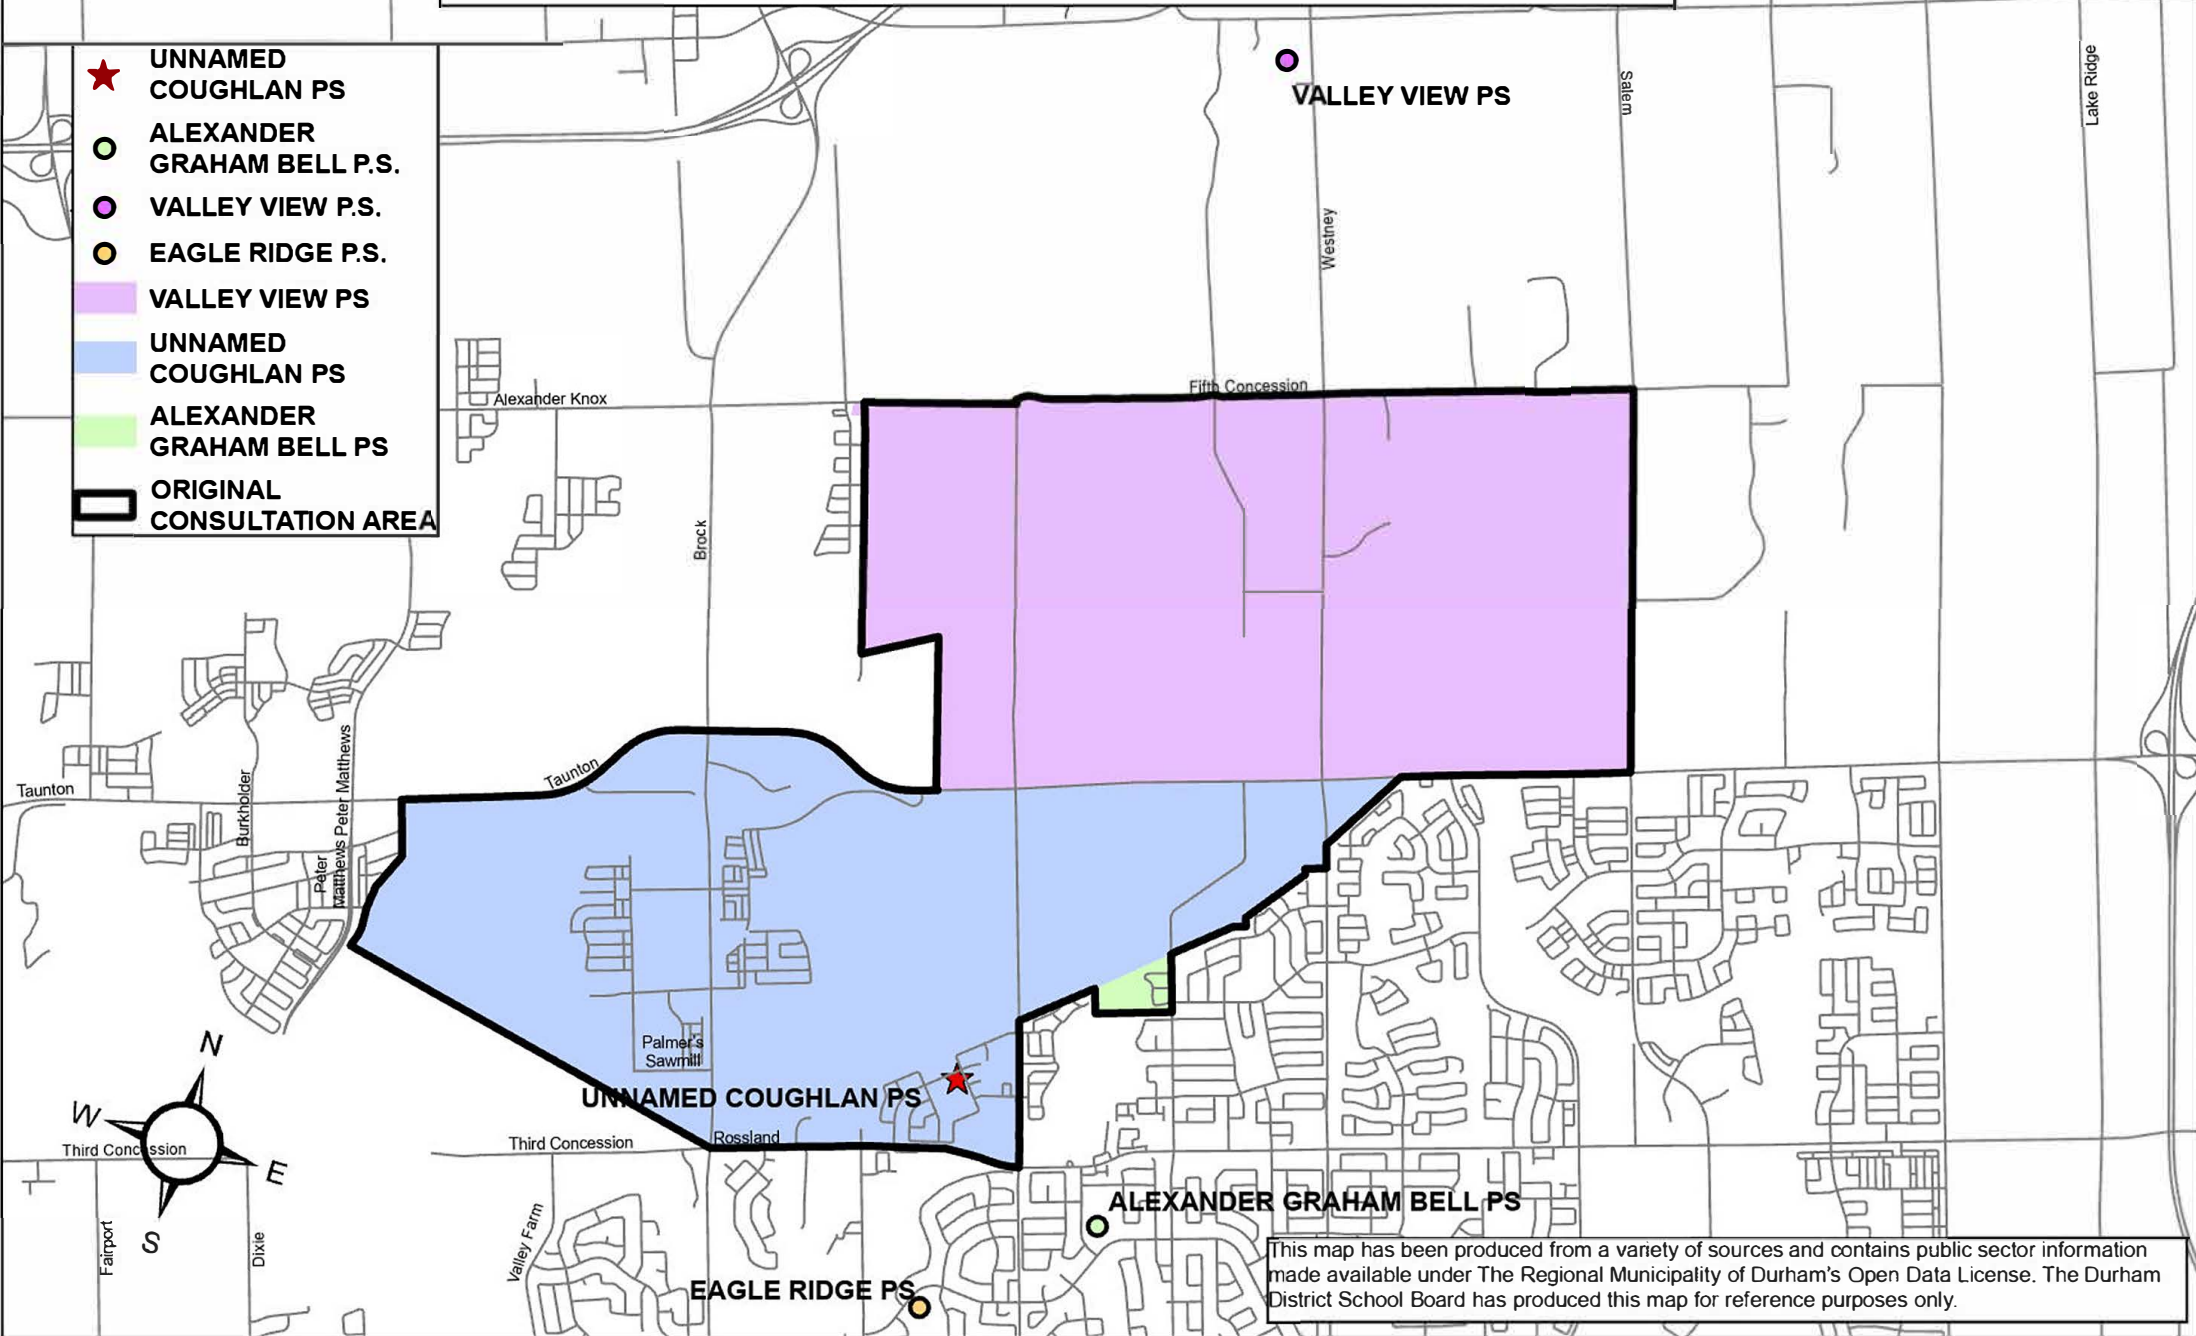 UNNAMED
COUGHLAN PS
ALEXANDER
GRAHAM BELL P.S.
VALLEY VIEW P.S.
EAGLE RIDGE P.S.
VALLEY VIEW PS
UNNAMED
COUGHLAN PS
ALEXANDER
GRAHAM BELL PS
ORIGINAL
CONSULTATION AREA
VALLEY VIEW PS
Salem
Lake Ridge
Westney
Fifth Concession
Alexander Knox
Brock
Taunton
Taunton
Burkholder
Peter Matthews
Peter
Matthews
Palmer's
Sawmill
UNNAMED COUGHLAN PS
Rossland
Third Concession
Third Concession
N
W
E
S
Fairport
Dixie
Valley Farm
ALEXANDER GRAHAM BELL PS
EAGLE RIDGE PS
This map has been produced from a variety of sources and contains public sector information
made available under The Regional Municipality of Durham's Open Data License. The Durham
District School Board has produced this map for reference purposes only.